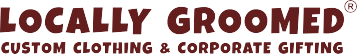 LOCALLY GROOMED®
CUSTOM CLOTHING & CORPORATE GIFTING